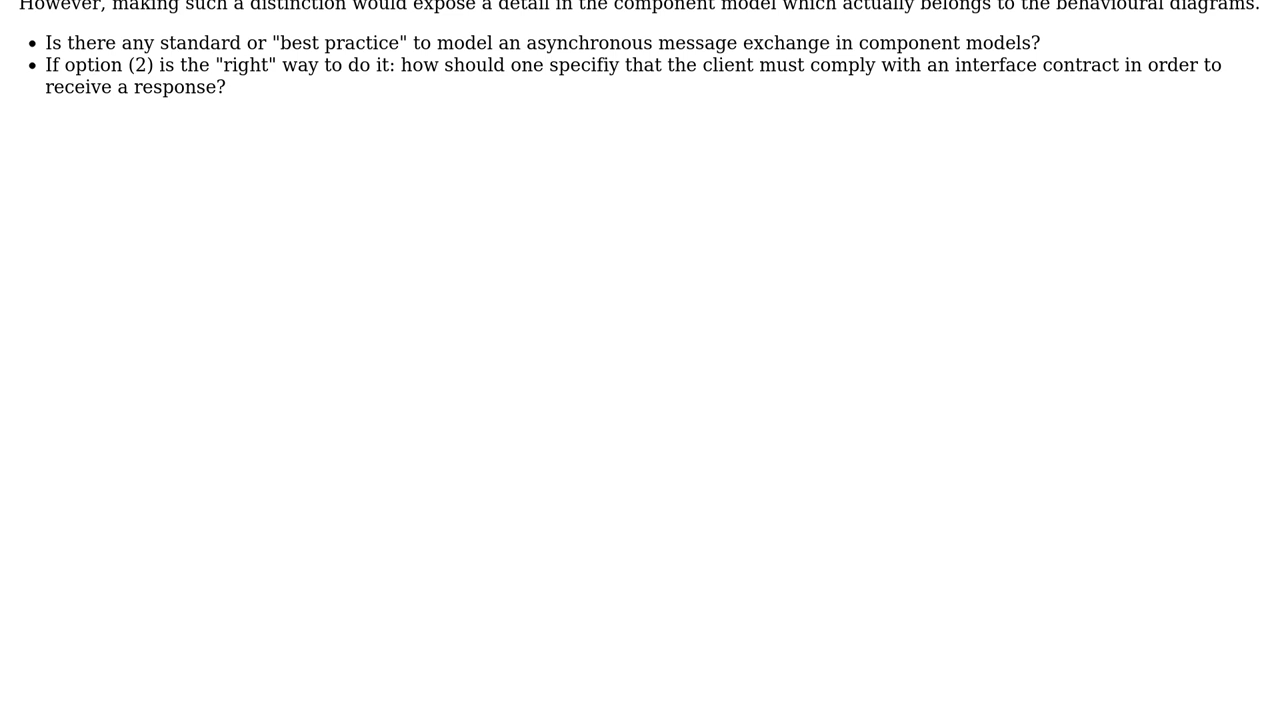 However, making such a distinction would expose a detail in the component model which actually belongs to the behavioural diagrams.
• Is there any standard or "best practice" to model an asynchronous message exchange in component models?
• If option (2) is the "right" way to do it: how should one specifiy that the client must comply with an interface contract in order to
receive a response?